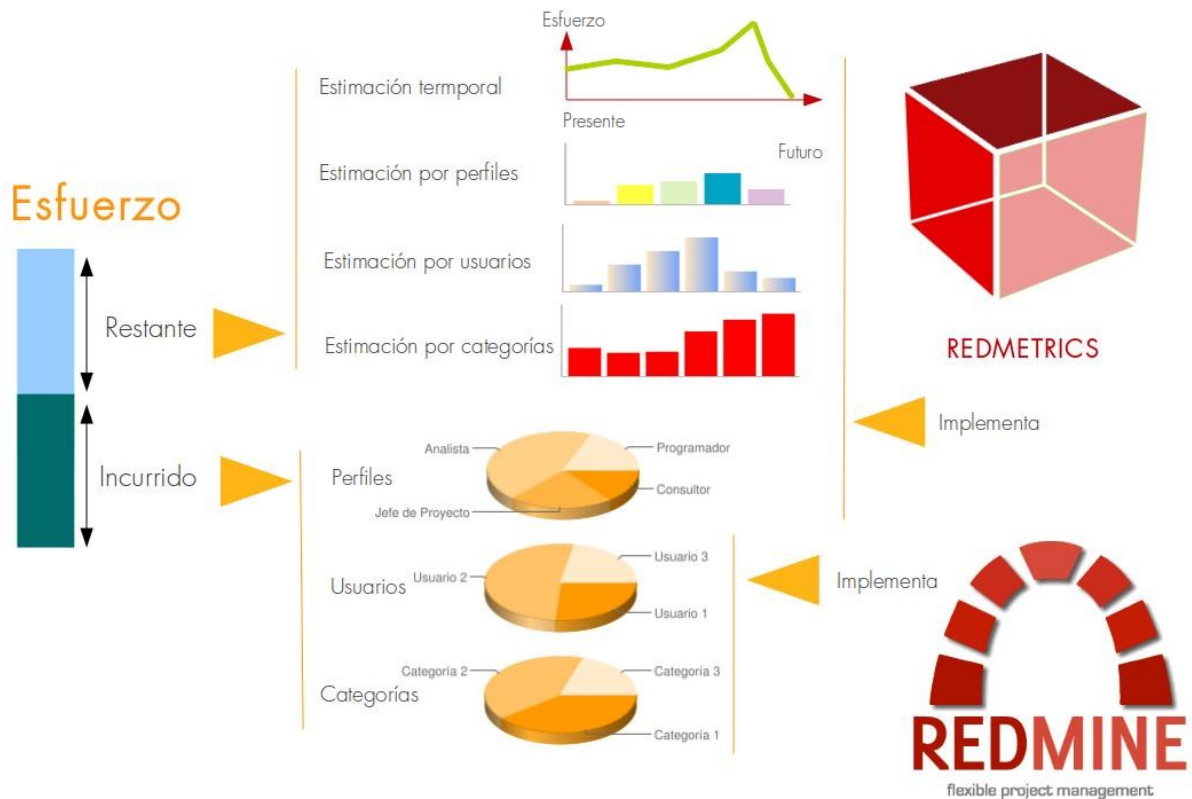 Esfuerzo
Restante
Incurrido
Estimación termporal
Esfuerzo
Presente
Futuro
Estimación por perfiles
Estimación por usuarios
Estimación por categorías
Perfiles
Analista
Programador
Consultor
Jefe de Proyecto
Usuarios
Usuario 2
Usuario 3
Usuario 1
Categorías
Categoría 2
Categoría 3
Categoría 1
REDMETRICS
Implementa
Implementa
REDMINE
flexible project management